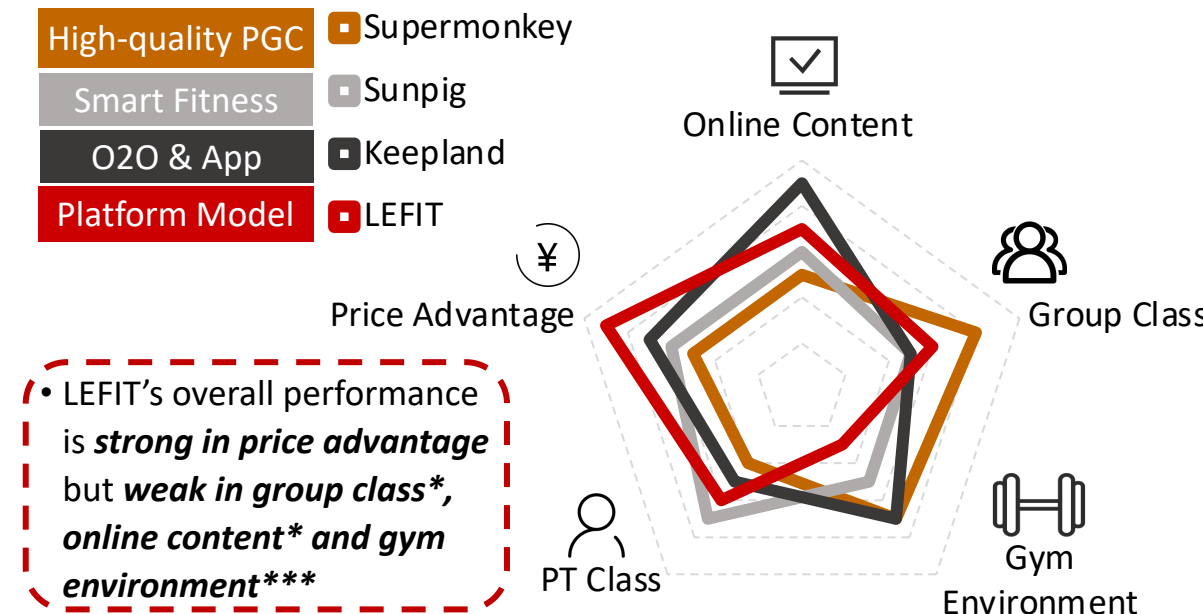 High-quality PGC
Smart Fitness
O2O & App
Platform Model
Supermonkey
Sunpig
Keepland
LEFIT
Online Content
¥
Price Advantage
Group Class
• LEFIT’s overall performance
is strong in price advantage
but weak in group class*,
online content* and gym
environment***
PT Class
Gym
Environment